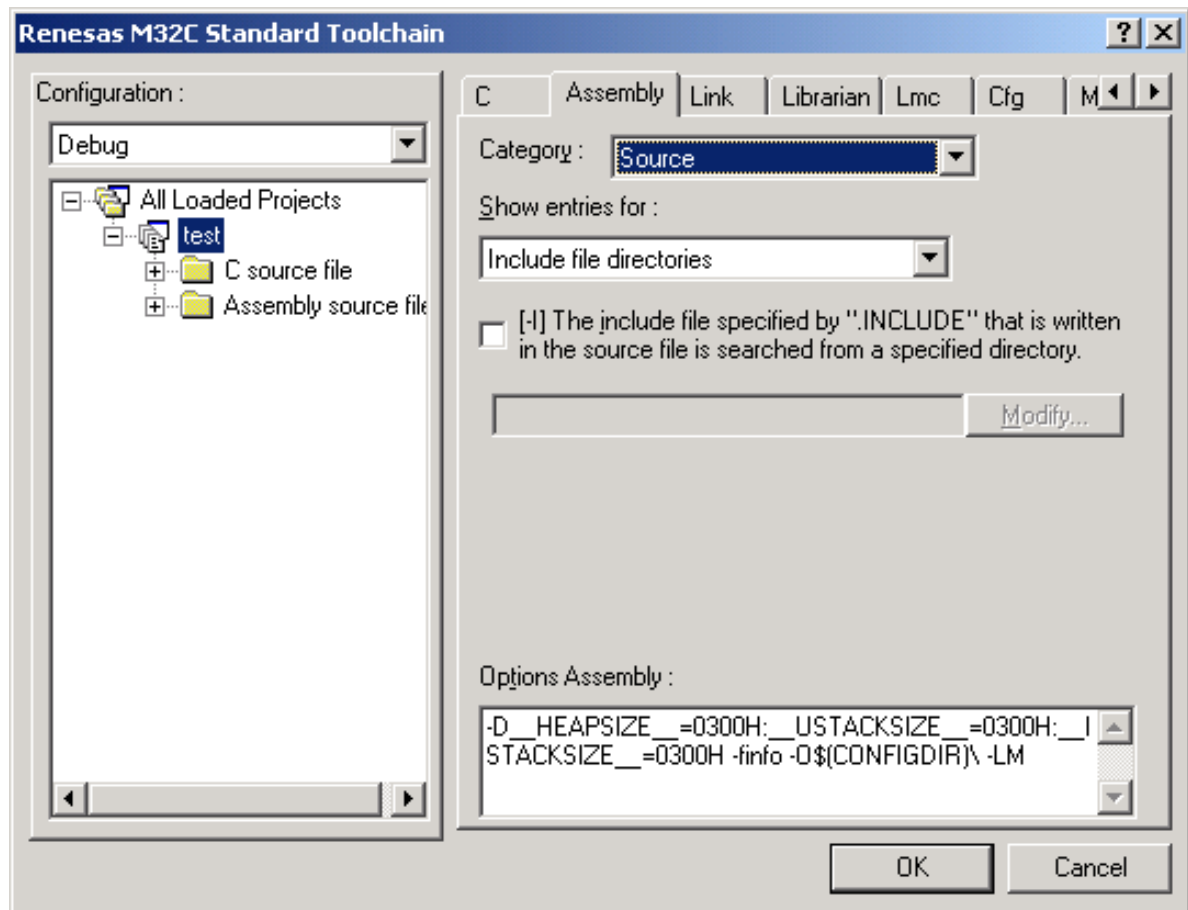 Renesas M32C Standard Toolchain
Configuration :
Debug
All Loaded Projects
test
C source file
Assembly source file
C
Assembly
Link
Librarian
Lmc
Cfg
M
Category :
Source
Show entries for :
Include file directories
[-I] The include file specified by ".INCLUDE" that is written
in the source file is searched from a specified directory.
Modify...
Options Assembly :
-D__HEAPSIZE__=0300H:__USTACKSIZE__=0300H:__I
STACKSIZE__=0300H -finfo -O$(CONFIGDIR)\ -LM
OK
Cancel